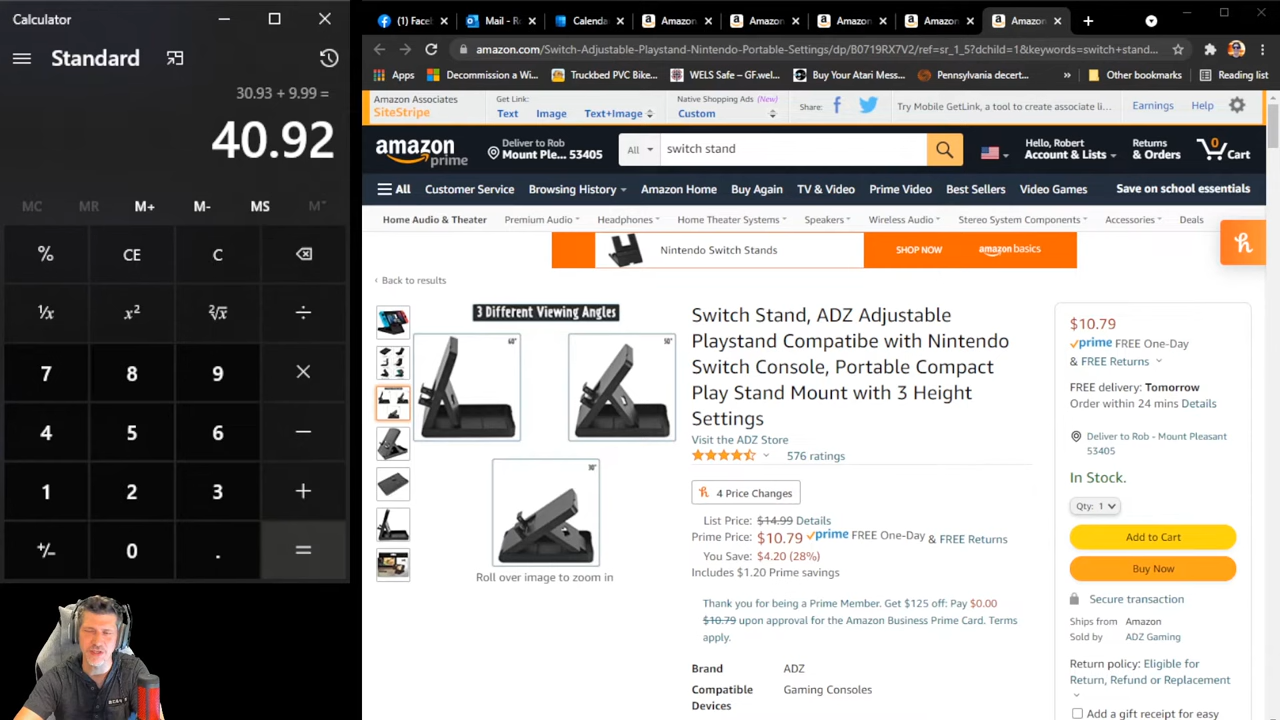 Calculator
Standard
30.93 + 9.99 =
40.92
MC MR M+ M- MS M˅
% CE C
¹/x x² ²√x ÷
7 8 9 ×
4 5 6 −
1 2 3 +
+/- 0 . =
(1) Facel
Mail - Ro
Calenda
Amazon
Amazon
Amazon
Amazon
Amazon
amazon.com/Switch-Adjustable-Playstand-Nintendo-Portable-Settings/dp/B0719RX7V2/ref=sr_1_5?dchild=1&keywords=switch+stand...
Apps
Decommission a Wi...
Truckbed PVC Bike...
WELS Safe – GF.wel...
Buy Your Atari Mess...
Pennsylvania decert...
»
Other bookmarks
Reading list
Amazon Associates
SiteStripe
Get Link:
Text Image Text+Image
Native Shopping Ads (New)
Custom
Share:
Try Mobile GetLink, a tool to create associate li...
Earnings Help
amazon
prime
Deliver to Rob
Mount Ple... 53405
All
switch stand
Hello, Robert
Account & Lists
Returns
& Orders
0
Cart
All
Customer Service
Browsing History
Amazon Home
Buy Again
TV & Video
Prime Video
Best Sellers
Video Games
Save on school essentials
Home Audio & Theater
Premium Audio
Headphones
Home Theater Systems
Speakers
Wireless Audio
Stereo System Components
Accessories
Deals
Nintendo Switch Stands
SHOP NOW
amazon basics
‹ Back to results
3 Different Viewing Angles
60°
50°
30°
Roll over image to zoom in
Switch Stand, ADZ Adjustable
Playstand Compatibe with Nintendo
Switch Console, Portable Compact
Play Stand Mount with 3 Height
Settings
Visit the ADZ Store
576 ratings
4 Price Changes
List Price: $14.99 Details
Prime Price: $10.79 prime FREE One-Day & FREE Returns
You Save: $4.20 (28%)
Includes $1.20 Prime savings
Thank you for being a Prime Member. Get $125 off: Pay $0.00
$10.79 upon approval for the Amazon Business Prime Card. Terms
apply.
Brand ADZ
Compatible Gaming Consoles
Devices
$10.79
prime FREE One-Day
& FREE Returns
FREE delivery: Tomorrow
Order within 24 mins Details
Deliver to Rob - Mount Pleasant
53405
In Stock.
Qty: 1
Add to Cart
Buy Now
Secure transaction
Ships from Amazon
Sold by ADZ Gaming
Return policy: Eligible for
Return, Refund or Replacement
Add a gift receipt for easy